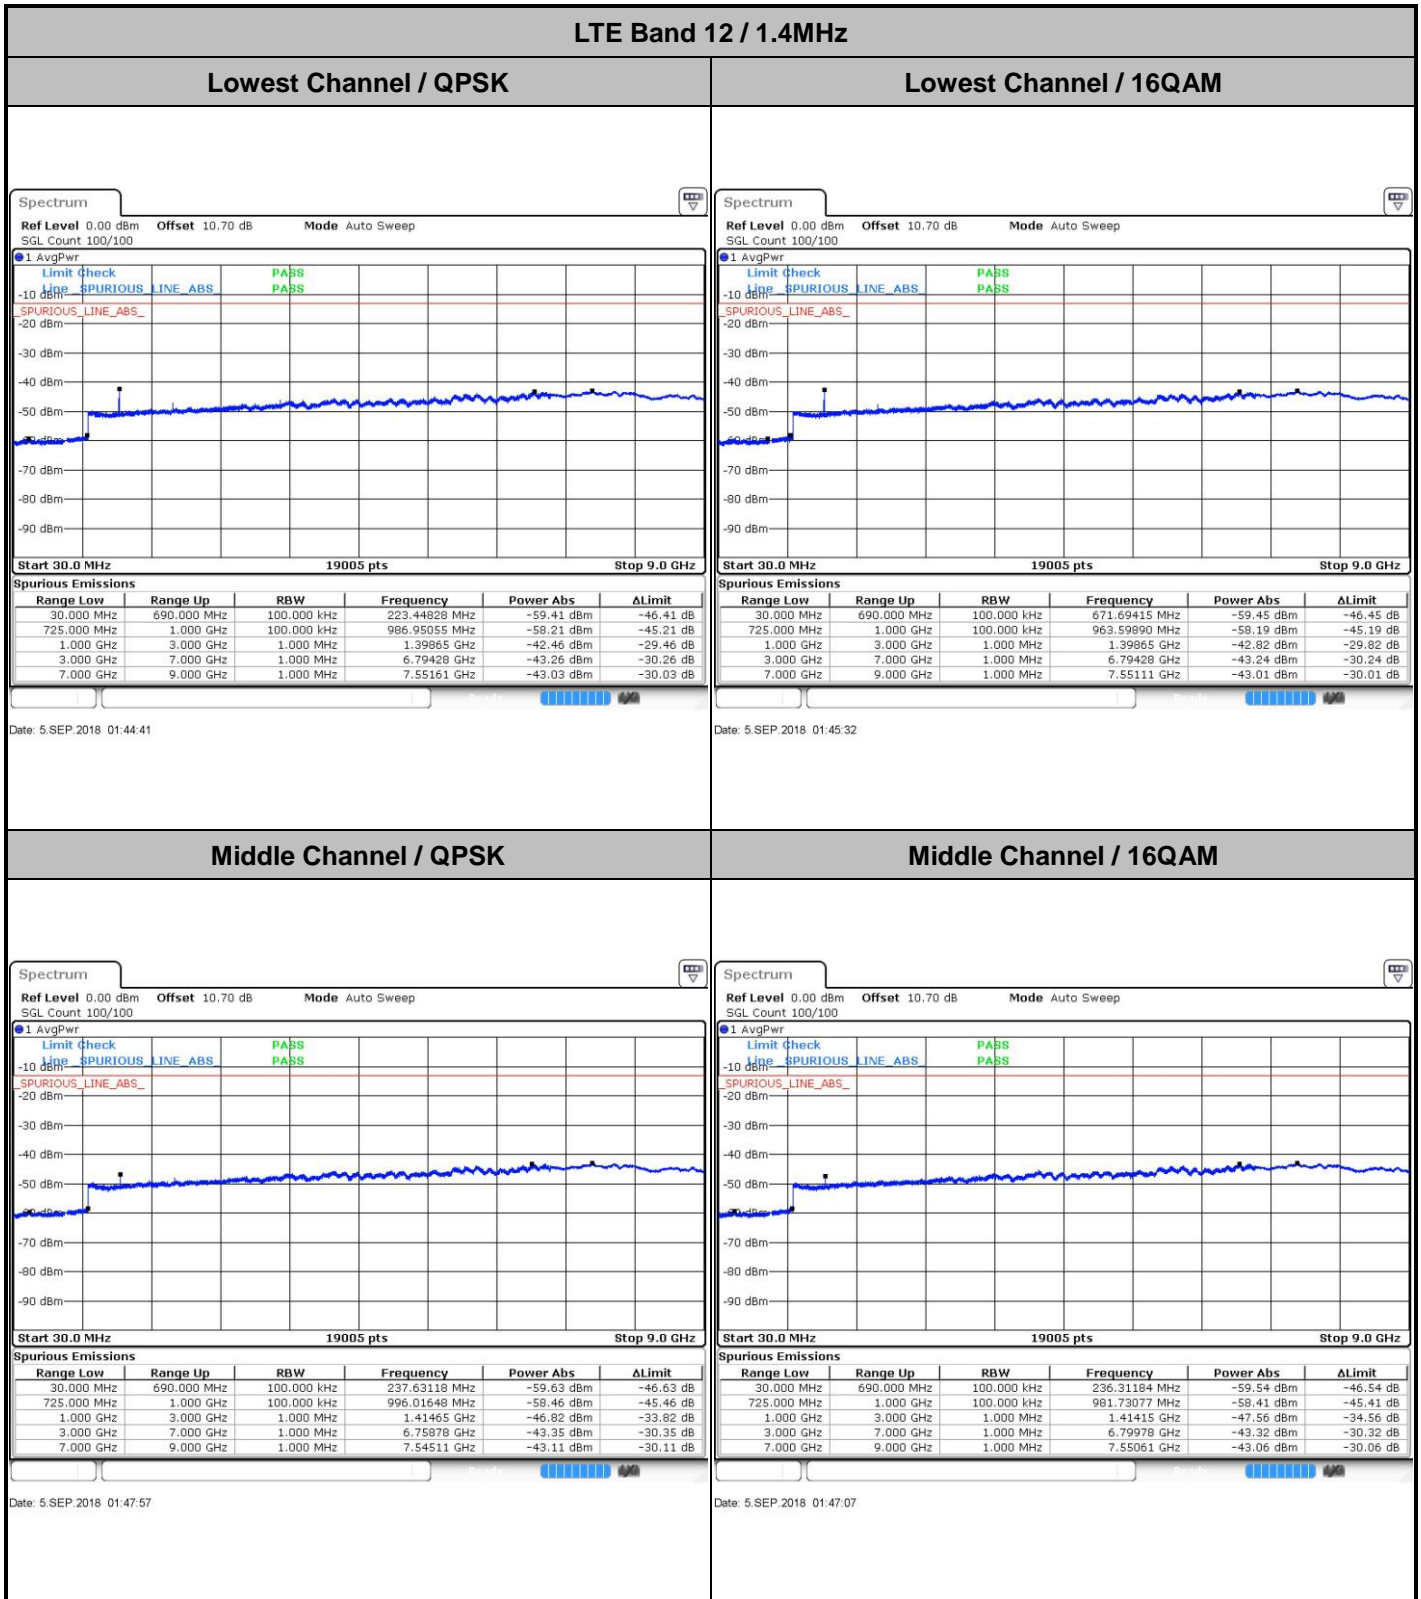 LTE Band 12 / 1.4MHz
Lowest Channel / QPSK
Lowest Channel / 16QAM
Spectrum
Ref Level 0.00 dBm Offset 10.70 dB Mode Auto Sweep
SGL Count 100/100
1 AvgPwr
Limit Check PASS
Line _SPURIOUS_LINE_ABS_ PASS
-10 dBm
_SPURIOUS_LINE_ABS_
-20 dBm
-30 dBm
-40 dBm
-50 dBm
-60 dBm
-70 dBm
-80 dBm
-90 dBm
Start 30.0 MHz 19005 pts Stop 9.0 GHz
Spurious Emissions
Range Low Range Up RBW Frequency Power Abs ΔLimit
30.000 MHz 690.000 MHz 100.000 kHz 223.44828 MHz -59.41 dBm -46.41 dB
725.000 MHz 1.000 GHz 100.000 kHz 986.95055 MHz -58.21 dBm -45.21 dB
1.000 GHz 3.000 GHz 1.000 MHz 1.39865 GHz -42.46 dBm -29.46 dB
3.000 GHz 7.000 GHz 1.000 MHz 6.79428 GHz -43.26 dBm -30.26 dB
7.000 GHz 9.000 GHz 1.000 MHz 7.55161 GHz -43.03 dBm -30.03 dB
Date: 5.SEP.2018 01:44:41
Spectrum
Ref Level 0.00 dBm Offset 10.70 dB Mode Auto Sweep
SGL Count 100/100
1 AvgPwr
Limit Check PASS
Line _SPURIOUS_LINE_ABS_ PASS
-10 dBm
_SPURIOUS_LINE_ABS_
-20 dBm
-30 dBm
-40 dBm
-50 dBm
-60 dBm
-70 dBm
-80 dBm
-90 dBm
Start 30.0 MHz 19005 pts Stop 9.0 GHz
Spurious Emissions
Range Low Range Up RBW Frequency Power Abs ΔLimit
30.000 MHz 690.000 MHz 100.000 kHz 671.69415 MHz -59.45 dBm -46.45 dB
725.000 MHz 1.000 GHz 100.000 kHz 963.59890 MHz -58.19 dBm -45.19 dB
1.000 GHz 3.000 GHz 1.000 MHz 1.39865 GHz -42.82 dBm -29.82 dB
3.000 GHz 7.000 GHz 1.000 MHz 6.79428 GHz -43.24 dBm -30.24 dB
7.000 GHz 9.000 GHz 1.000 MHz 7.55111 GHz -43.01 dBm -30.01 dB
Date: 5.SEP.2018 01:45:32
Middle Channel / QPSK
Middle Channel / 16QAM
Spectrum
Ref Level 0.00 dBm Offset 10.70 dB Mode Auto Sweep
SGL Count 100/100
1 AvgPwr
Limit Check PASS
Line _SPURIOUS_LINE_ABS_ PASS
-10 dBm
_SPURIOUS_LINE_ABS_
-20 dBm
-30 dBm
-40 dBm
-50 dBm
-60 dBm
-70 dBm
-80 dBm
-90 dBm
Start 30.0 MHz 19005 pts Stop 9.0 GHz
Spurious Emissions
Range Low Range Up RBW Frequency Power Abs ΔLimit
30.000 MHz 690.000 MHz 100.000 kHz 237.63118 MHz -59.63 dBm -46.63 dB
725.000 MHz 1.000 GHz 100.000 kHz 996.01648 MHz -58.46 dBm -45.46 dB
1.000 GHz 3.000 GHz 1.000 MHz 1.41465 GHz -46.82 dBm -33.82 dB
3.000 GHz 7.000 GHz 1.000 MHz 6.75878 GHz -43.35 dBm -30.35 dB
7.000 GHz 9.000 GHz 1.000 MHz 7.54511 GHz -43.11 dBm -30.11 dB
Date: 5.SEP.2018 01:47:57
Spectrum
Ref Level 0.00 dBm Offset 10.70 dB Mode Auto Sweep
SGL Count 100/100
1 AvgPwr
Limit Check PASS
Line _SPURIOUS_LINE_ABS_ PASS
-10 dBm
_SPURIOUS_LINE_ABS_
-20 dBm
-30 dBm
-40 dBm
-50 dBm
-60 dBm
-70 dBm
-80 dBm
-90 dBm
Start 30.0 MHz 19005 pts Stop 9.0 GHz
Spurious Emissions
Range Low Range Up RBW Frequency Power Abs ΔLimit
30.000 MHz 690.000 MHz 100.000 kHz 236.31184 MHz -59.54 dBm -46.54 dB
725.000 MHz 1.000 GHz 100.000 kHz 981.73077 MHz -58.41 dBm -45.41 dB
1.000 GHz 3.000 GHz 1.000 MHz 1.41415 GHz -47.56 dBm -34.56 dB
3.000 GHz 7.000 GHz 1.000 MHz 6.79978 GHz -43.32 dBm -30.32 dB
7.000 GHz 9.000 GHz 1.000 MHz 7.55061 GHz -43.06 dBm -30.06 dB
Date: 5.SEP.2018 01:47:07